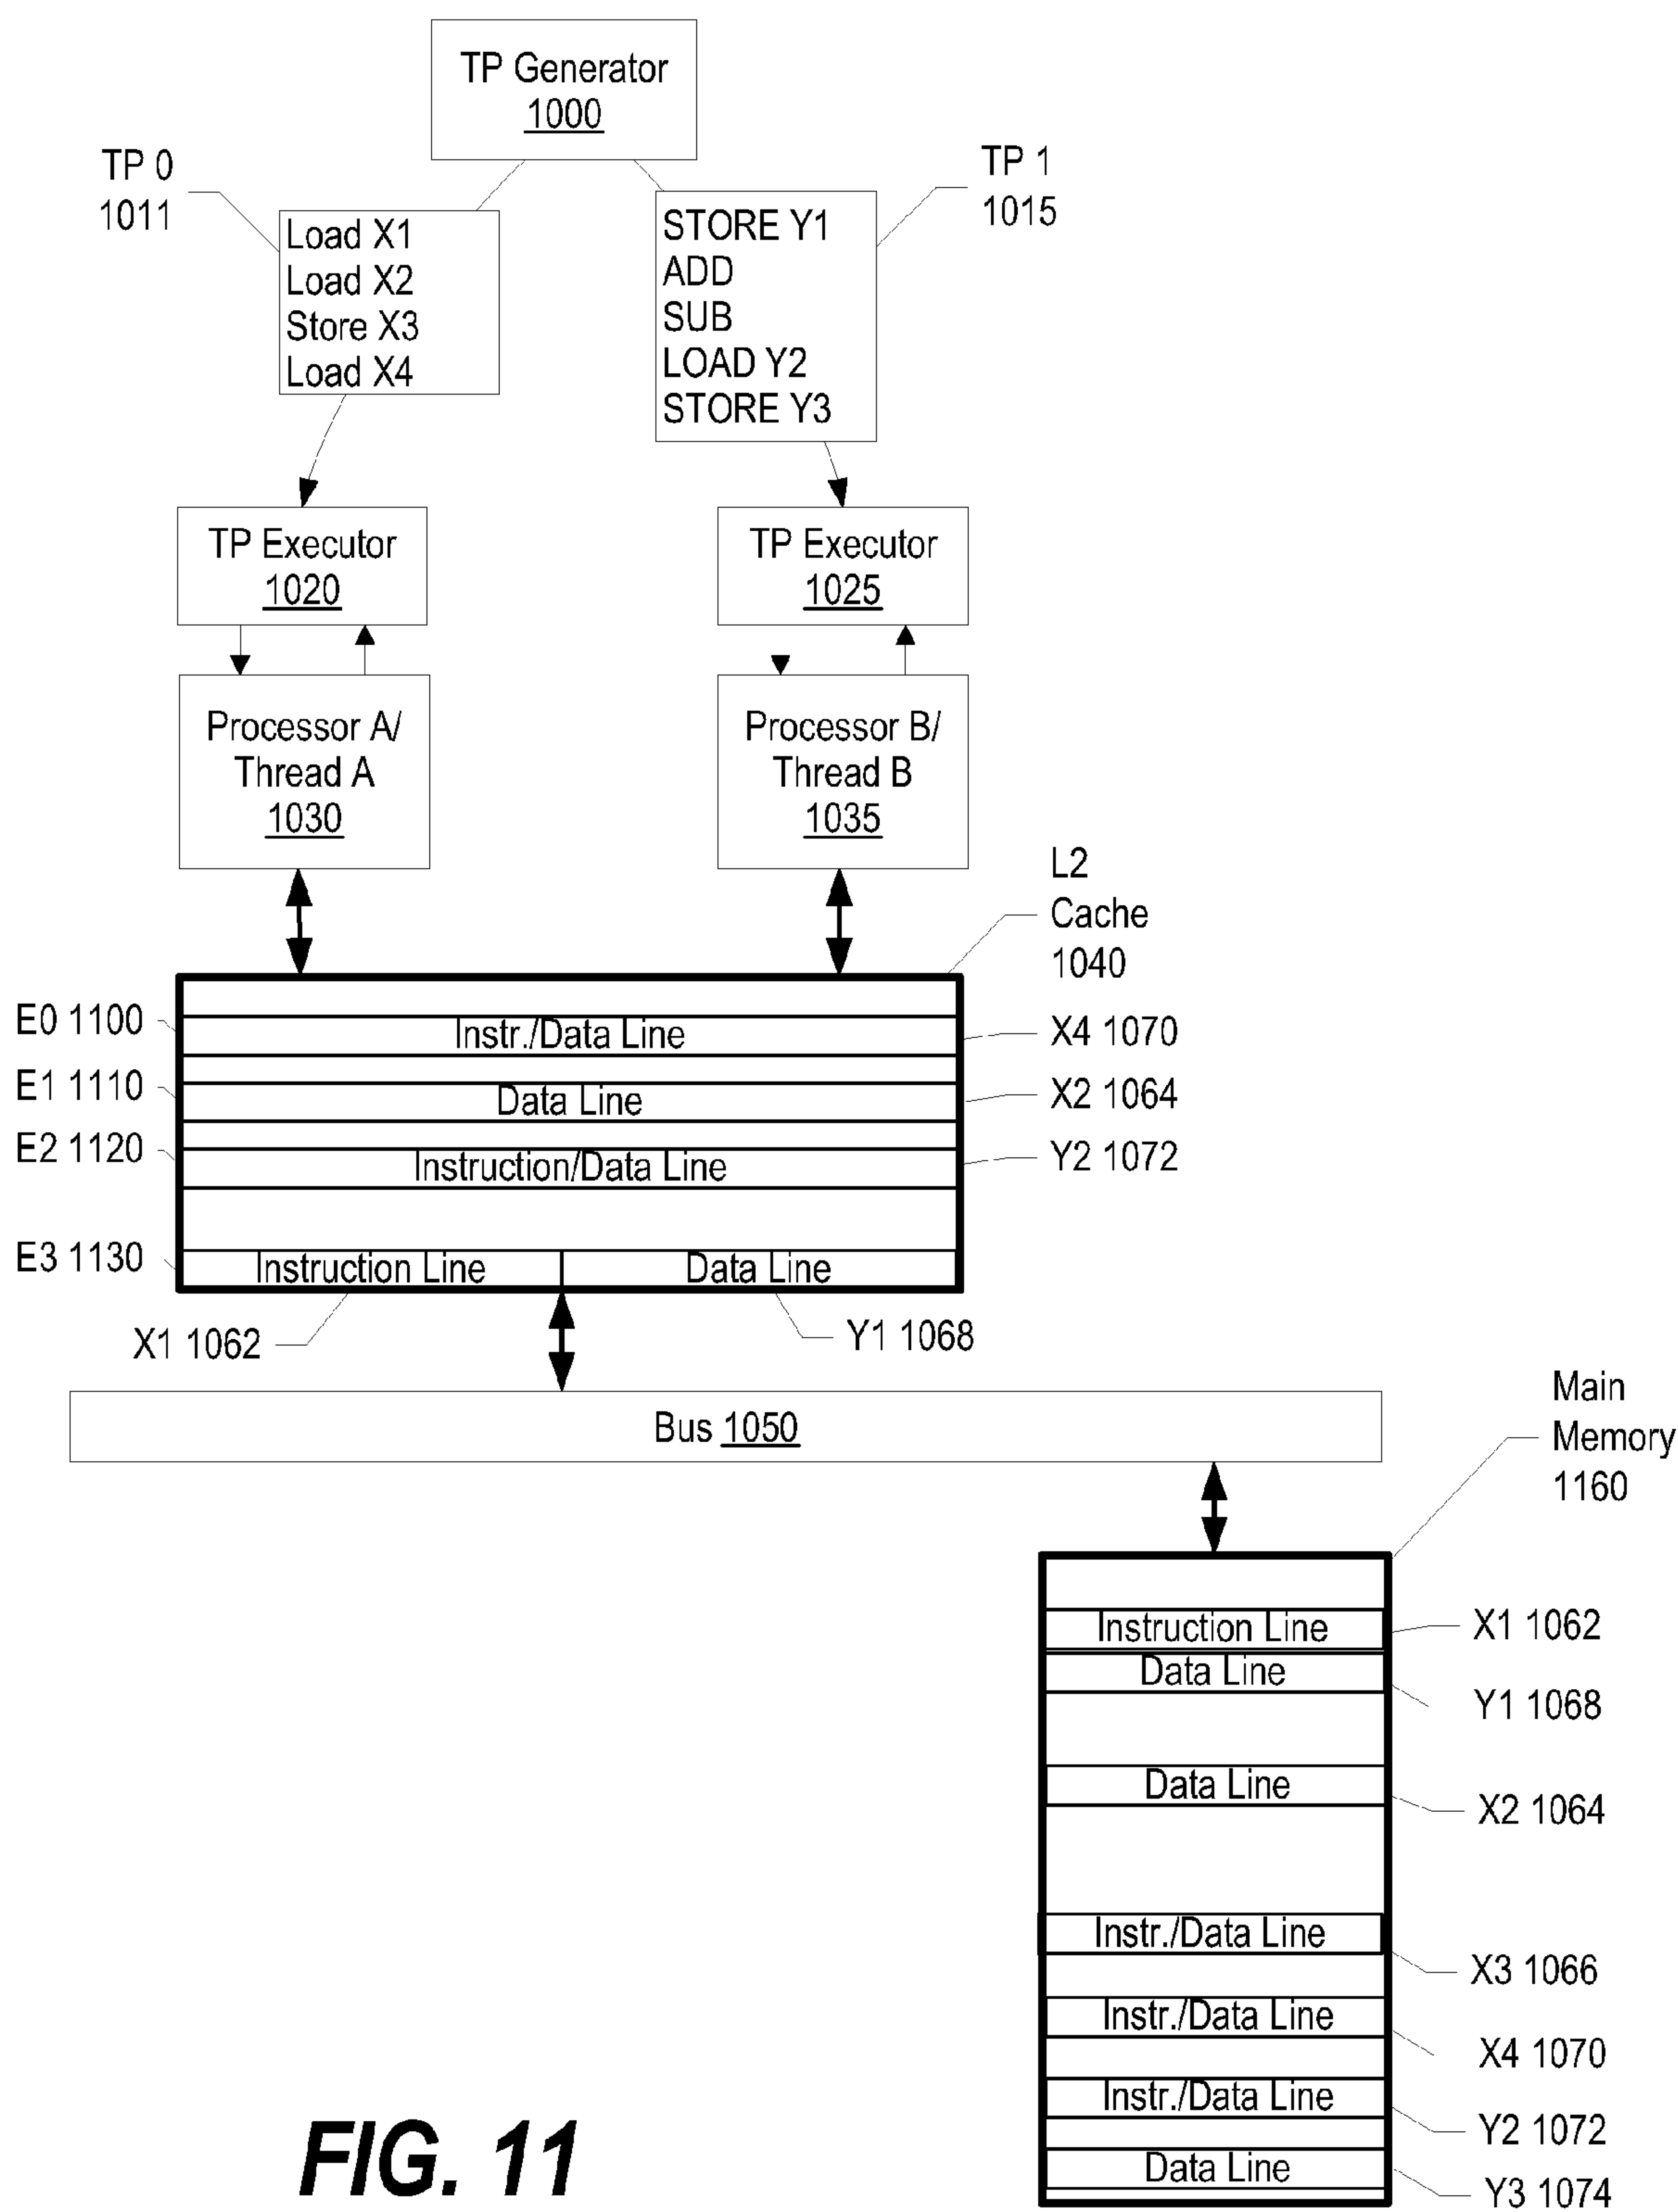 TP Generator
1000
TP 0
1011
TP 1
1015
Load X1
Load X2
Store X3
Load X4
STORE Y1
ADD
SUB
LOAD Y2
STORE Y3
TP Executor
1020
TP Executor
1025
Processor A/
Thread A
1030
Processor B/
Thread B
1035
L2
Cache
1040
E0 1100
Instr./Data Line
X4 1070
E1 1110
Data Line
X2 1064
E2 1120
Instruction/Data Line
Y2 1072
E3 1130
Instruction Line
Data Line
X1 1062
Y1 1068
Bus 1050
Main
Memory
1160
Instruction Line
X1 1062
Data Line
Y1 1068
Data Line
X2 1064
Instr./Data Line
X3 1066
Instr./Data Line
X4 1070
Instr./Data Line
Y2 1072
Data Line
Y3 1074
FIG. 11